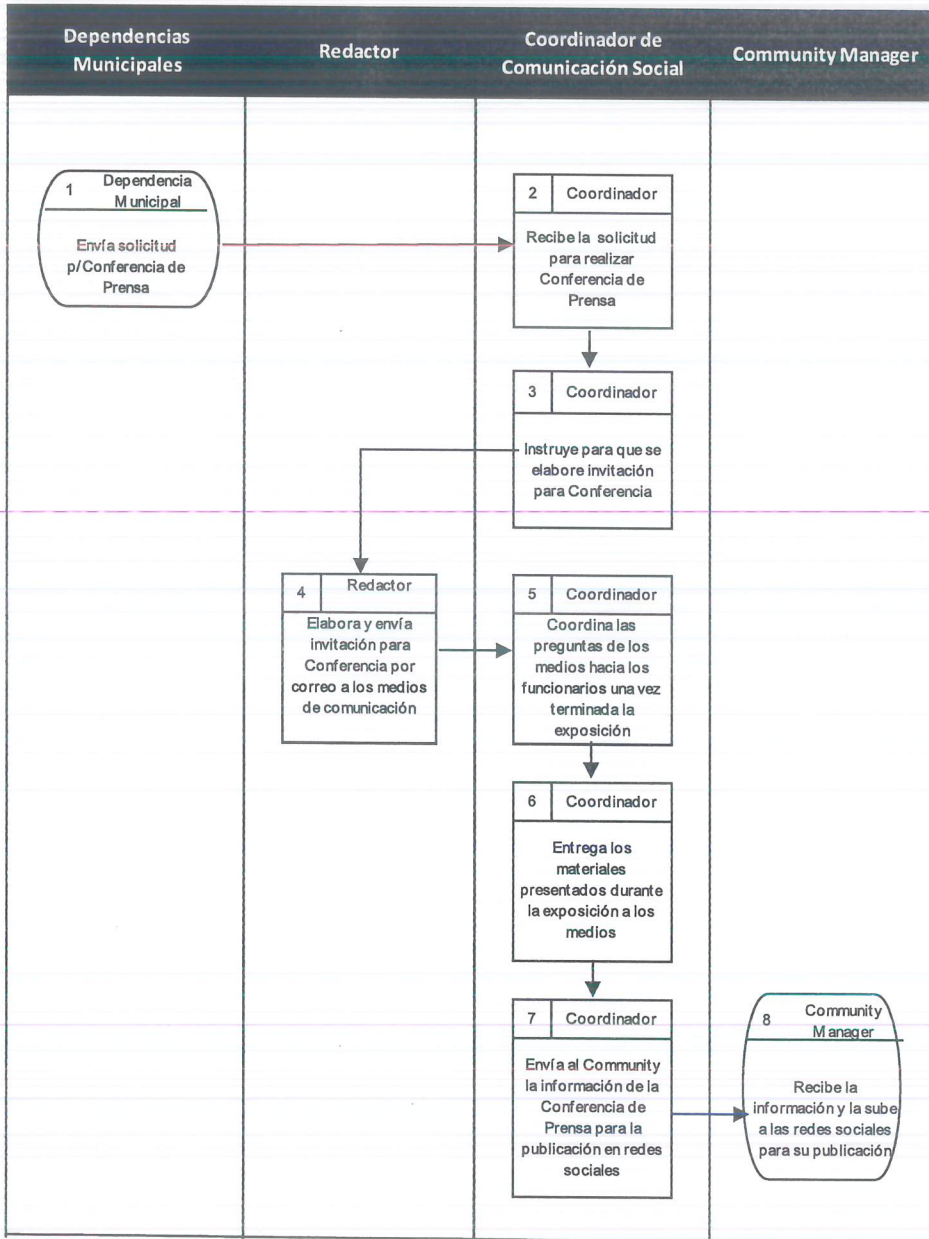 Dependencias
Municipales
Redactor
Coordinador de
Comunicación Social
Community Manager
1
Dependencia
Municipal
Envía solicitud
p/Conferencia de
Prensa
2
Coordinador
Recibe la solicitud
para realizar
Conferencia de
Prensa
3
Coordinador
Instruye para que se
elabore invitación
para Conferencia
4
Redactor
Elabora y envía
invitación para
Conferencia por
correo a los medios
de comunicación
5
Coordinador
Coordina las
preguntas de los
medios hacia los
funcionarios una vez
terminada la
exposición
6
Coordinador
Entrega los
materiales
presentados durante
la exposición a los
medios
7
Coordinador
Envía al Community
la información de la
Conferencia de
Prensa para la
publicación en redes
sociales
8
Community
Manager
Recibe la
información y la sube
a las redes sociales
para su publicación